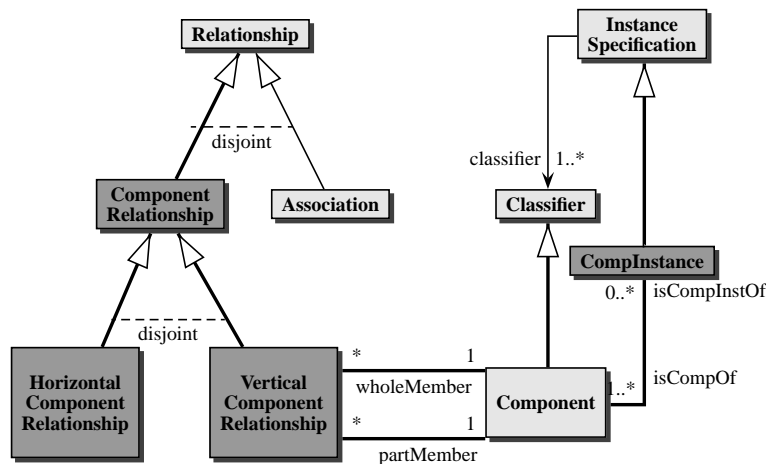 Relationship
Instance
Specification
disjoint
classifier
1..*
Component
Relationship
Association
Classifier
CompInstance
0..*
isCompInstOf
disjoint
Horizontal
Component
Relationship
Vertical
Component
Relationship
*
1
wholeMember
*
1
partMember
Component
1..*
isCompOf